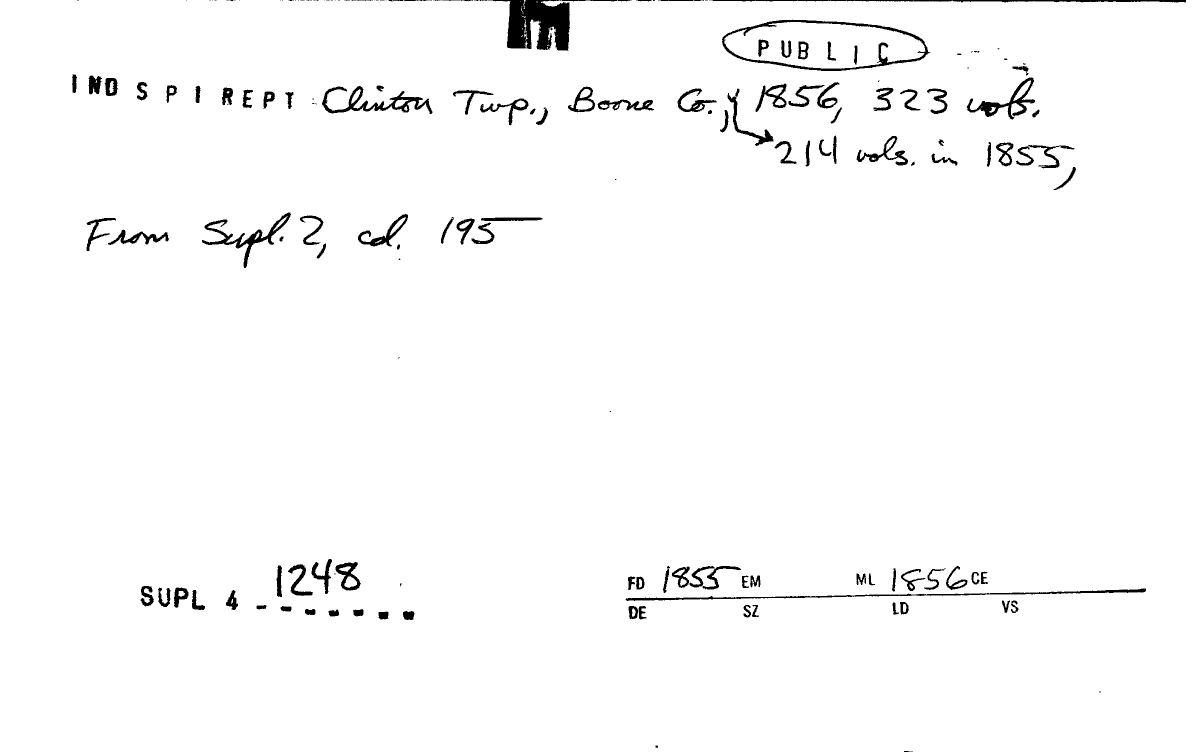 PUBLIC
IND S P I REPT Clinton Twp., Boone Co., 1856, 323 vols.
214 vols. in 1855,
From Supl. 2, cd. 195
1248
SUPL 4 -------
FD 1855 EM ML 1856 CE
DE SZ LD VS